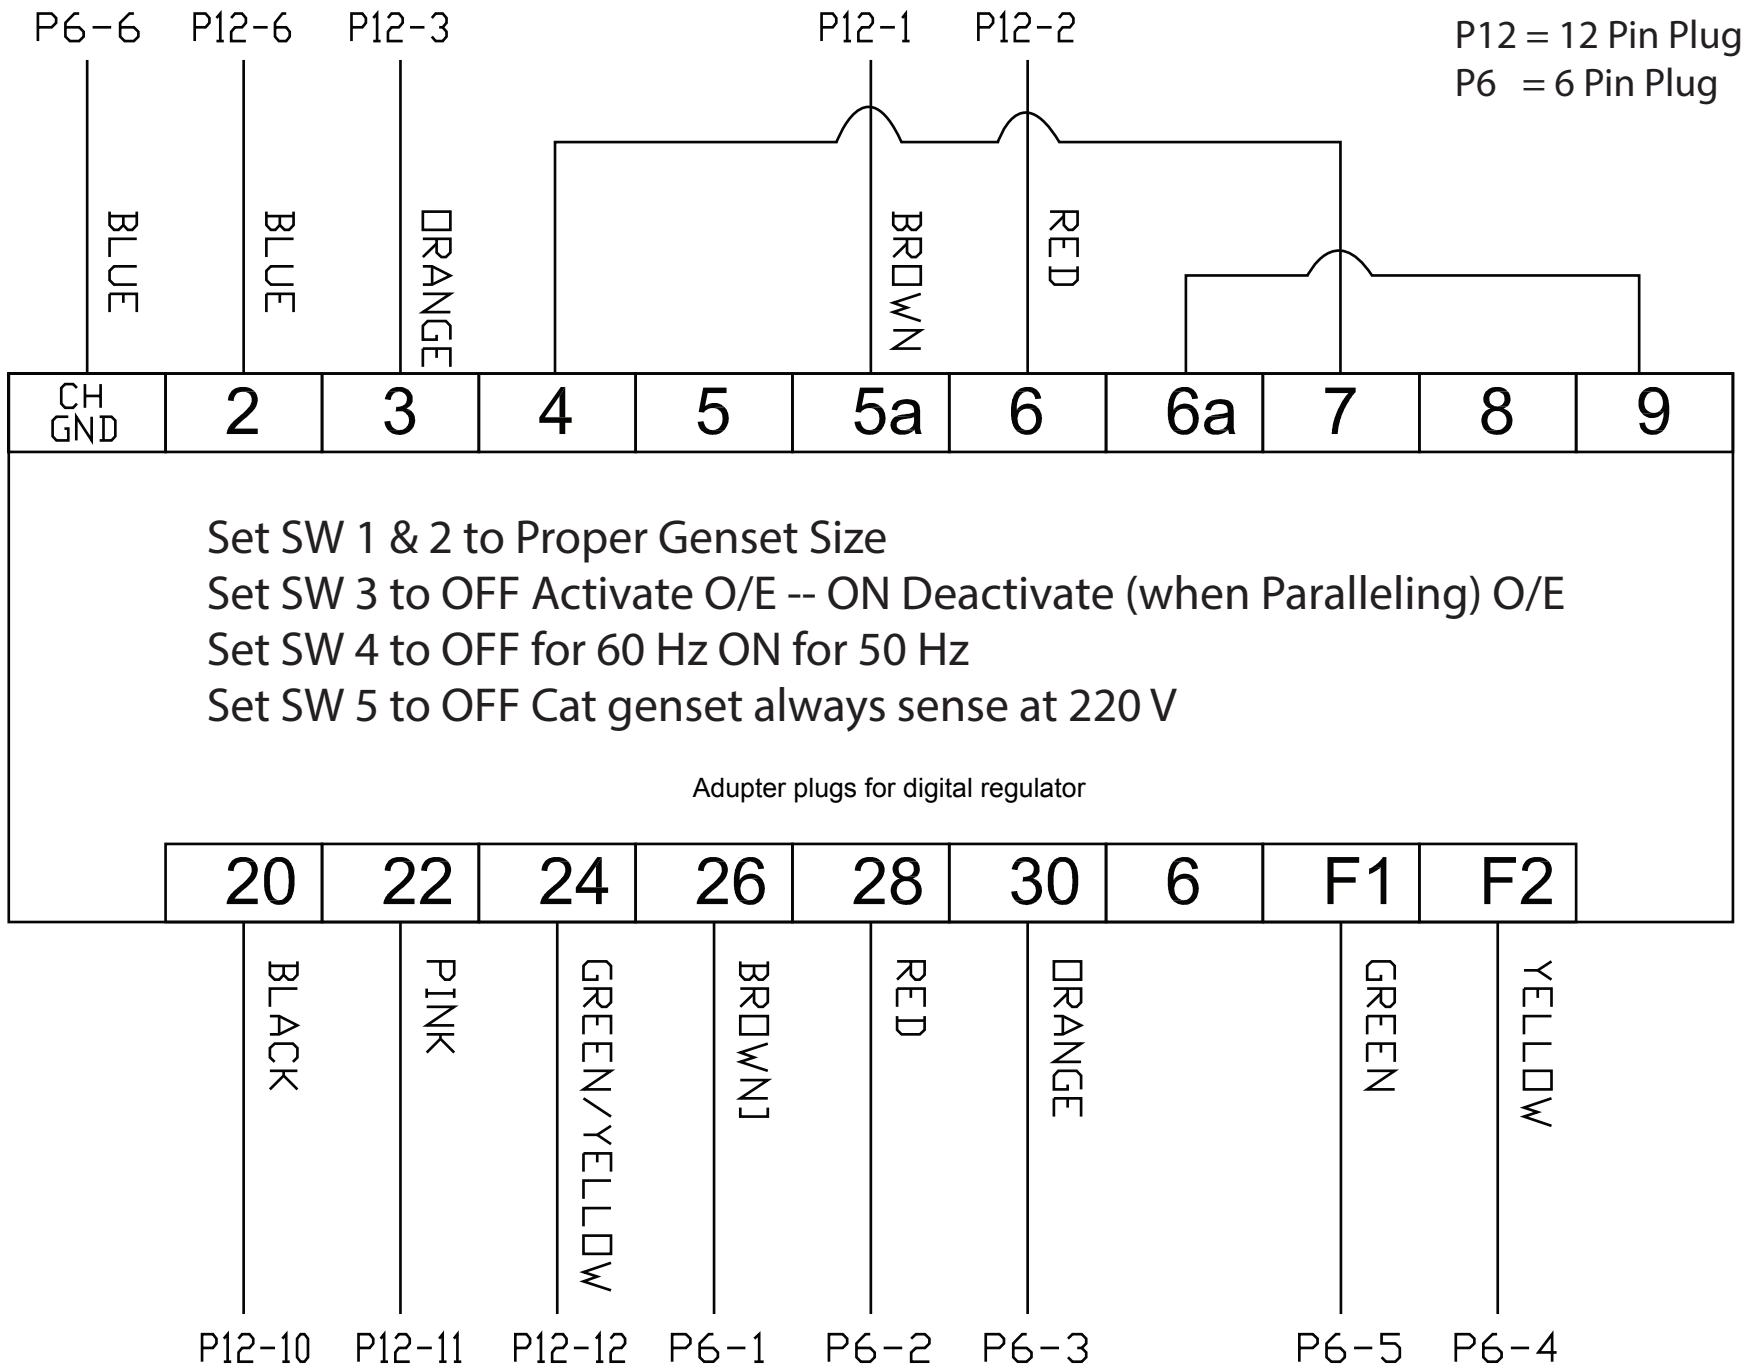 P6-6 P12-6 P12-3 P12-1 P12-2
P12 = 12 Pin Plug
P6 = 6 Pin Plug
BLUE
BLUE
ORANGE
BROWN
RED
CH GND 2 3 4 5 5a 6 6a 7 8 9
Set SW 1 & 2 to Proper Genset Size
Set SW 3 to OFF Activate O/E -- ON Deactivate (when Paralleling) O/E
Set SW 4 to OFF for 60 Hz ON for 50 Hz
Set SW 5 to OFF Cat genset always sense at 220 V
Adupter plugs for digital regulator
20 22 24 26 28 30 6 F1 F2
BLACK
PINK
GREEN/YELLOW
BROWN]
RED
ORANGE
GREEN
YELLOW
P12-10 P12-11 P12-12 P6-1 P6-2 P6-3 P6-5 P6-4